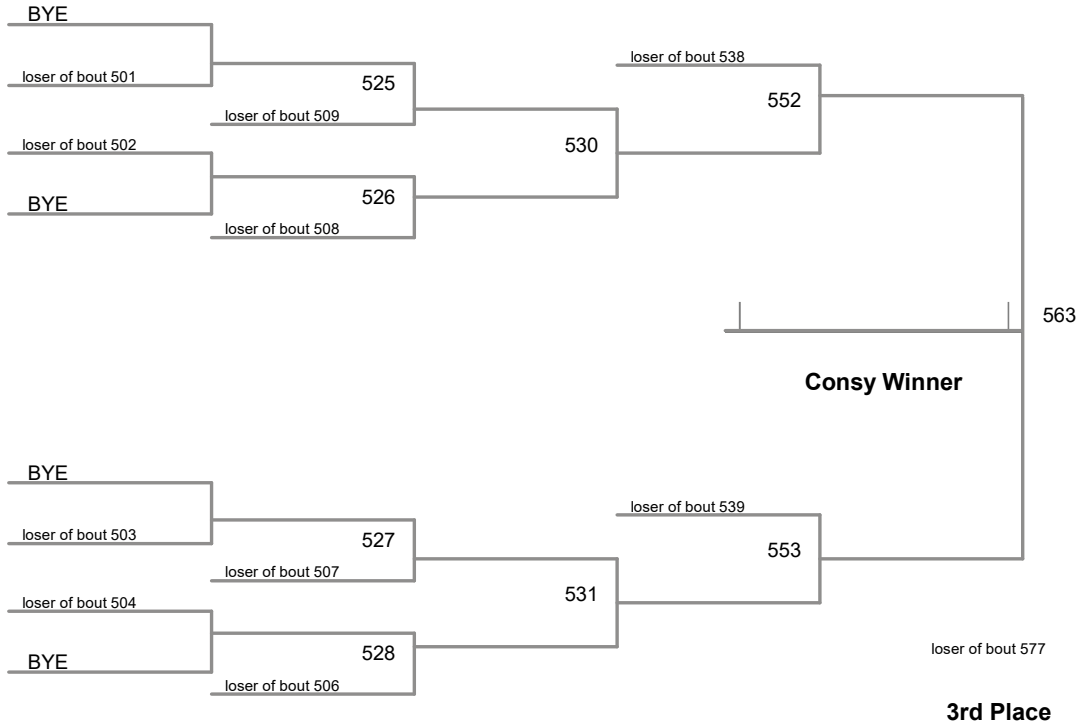 BYE
loser of bout 538
loser of bout 501
525
552
loser of bout 509
loser of bout 502
530
526
BYE
loser of bout 508
563
Consy Winner
BYE
loser of bout 539
loser of bout 503
527
553
loser of bout 507
531
loser of bout 504
528
loser of bout 577
BYE
loser of bout 506
3rd Place